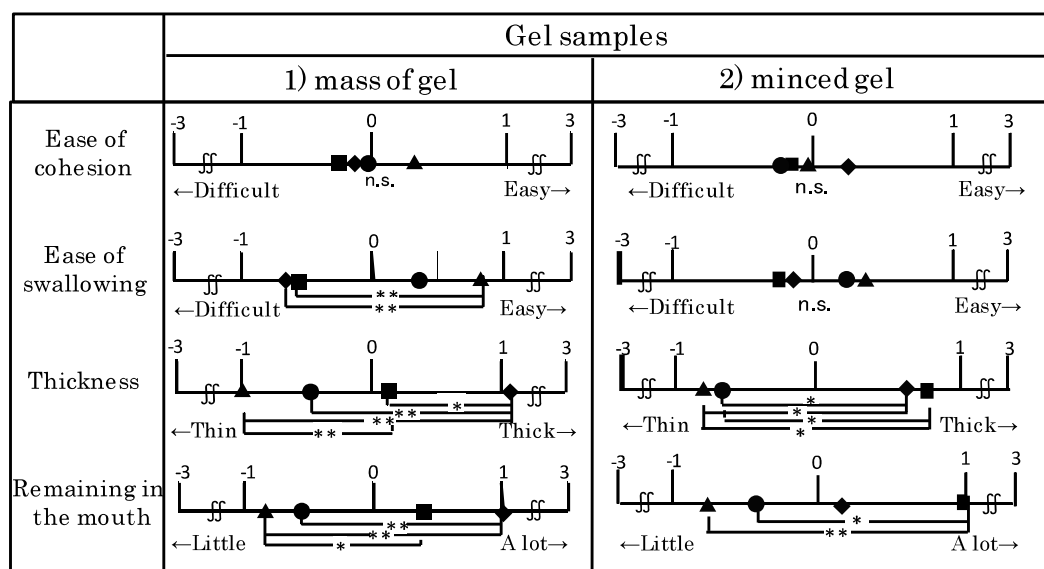 Gel samples
1) mass of gel
2) minced gel
Ease of
cohesion
-3 -1 0 1 3
n.s.
←Difficult Easy→
-3 -1 0 1 3
n.s.
←Difficult Easy→
Ease of
swallowing
-3 -1 0 1 3
**
**
←Difficult Easy→
-3 -1 0 1 3
n.s.
←Difficult Easy→
Thickness
-3 -1 0 1 3
*
**
**
**
←Thin Thick→
-3 -1 0 1 3
*
*
*
*
←Thin Thick→
Remaining in
the mouth
-3 -1 0 1 3
**
**
*
←Little A lot→
-3 -1 0 1 3
*
**
←Little A lot→